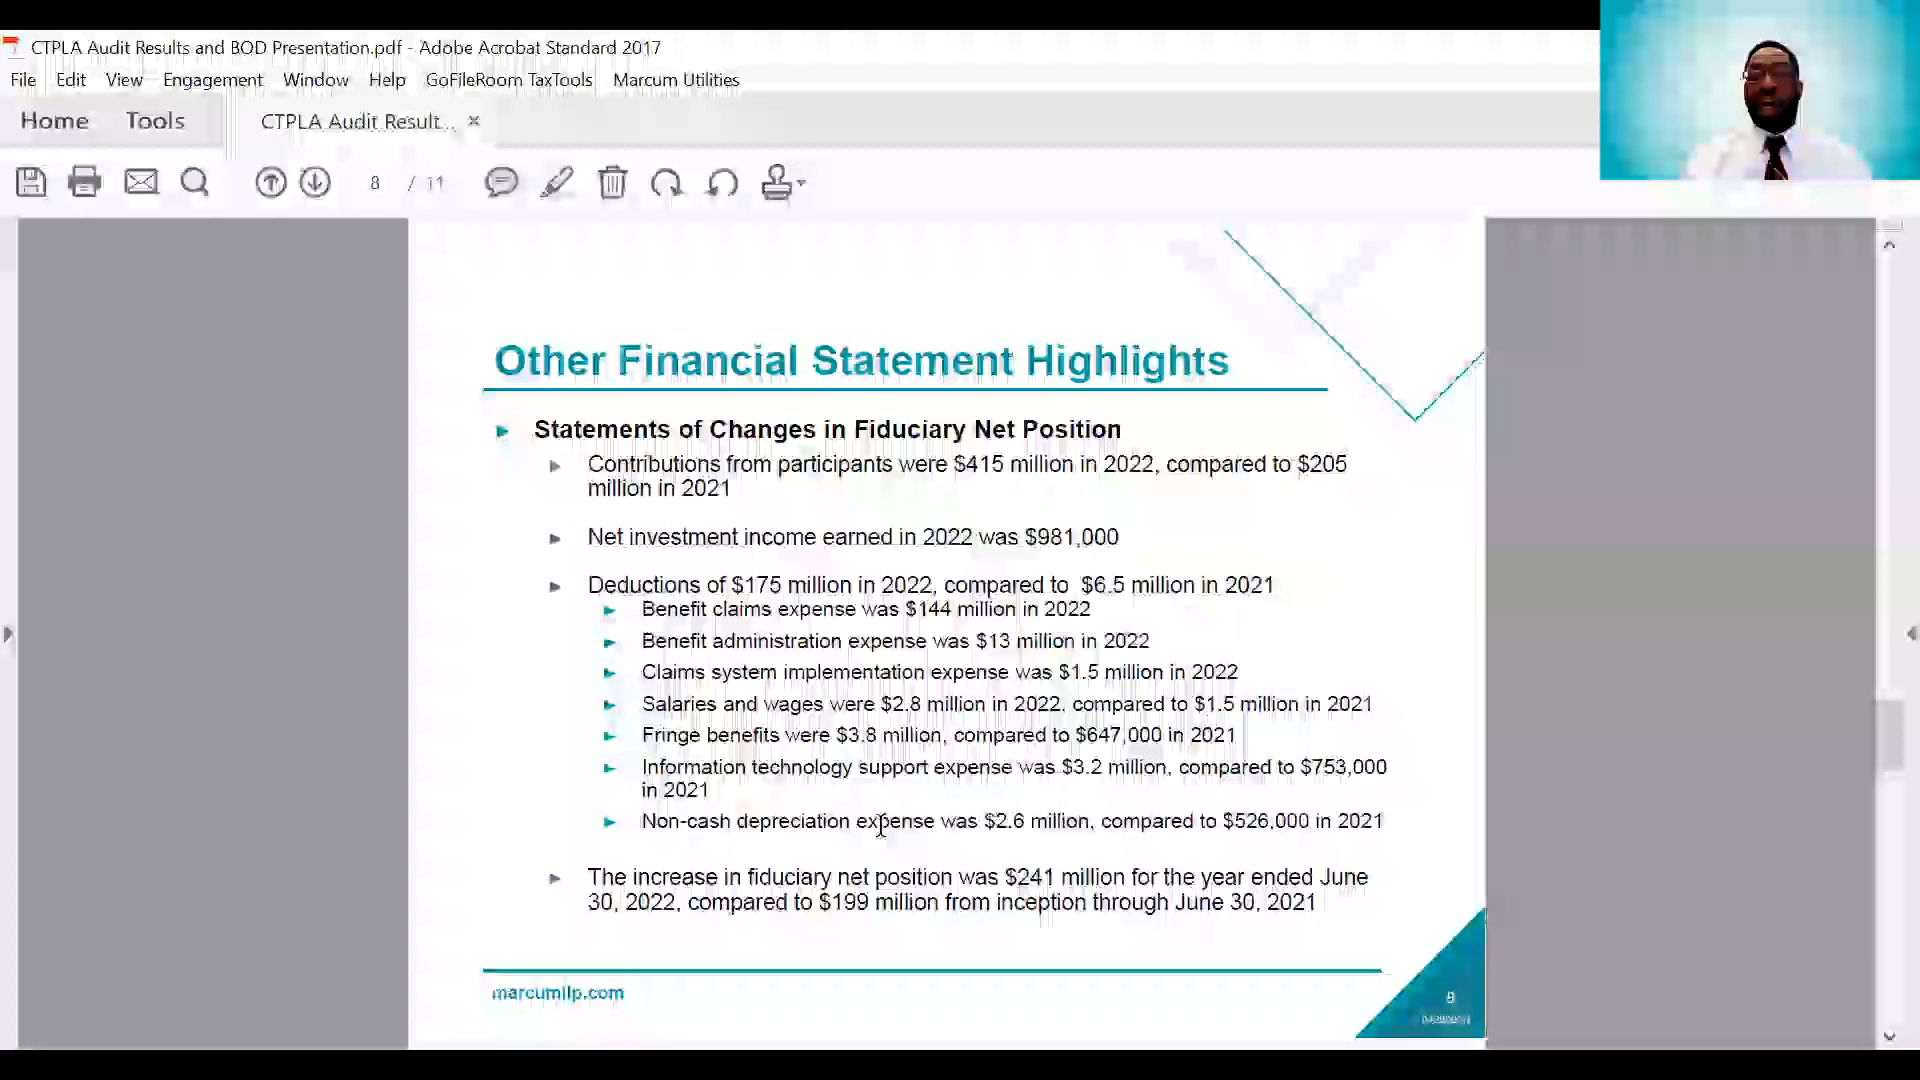 CTPLA Audit Results and BOD Presentation.pdf - Adobe Acrobat Standard 2017
File Edit View Engagement Window Help GoFileRoom TaxTools Marcum Utilities
Home Tools CTPLA Audit Result... ×
8 / 11
Other Financial Statement Highlights
Statements of Changes in Fiduciary Net Position
Contributions from participants were $415 million in 2022, compared to $205
million in 2021
Net investment income earned in 2022 was $981,000
Deductions of $175 million in 2022, compared to $6.5 million in 2021
Benefit claims expense was $144 million in 2022
Benefit administration expense was $13 million in 2022
Claims system implementation expense was $1.5 million in 2022
Salaries and wages were $2.8 million in 2022, compared to $1.5 million in 2021
Fringe benefits were $3.8 million, compared to $647,000 in 2021
Information technology support expense was $3.2 million, compared to $753,000
in 2021
Non-cash depreciation expense was $2.6 million, compared to $526,000 in 2021
The increase in fiduciary net position was $241 million for the year ended June
30, 2022, compared to $199 million from inception through June 30, 2021
marcumllp.com